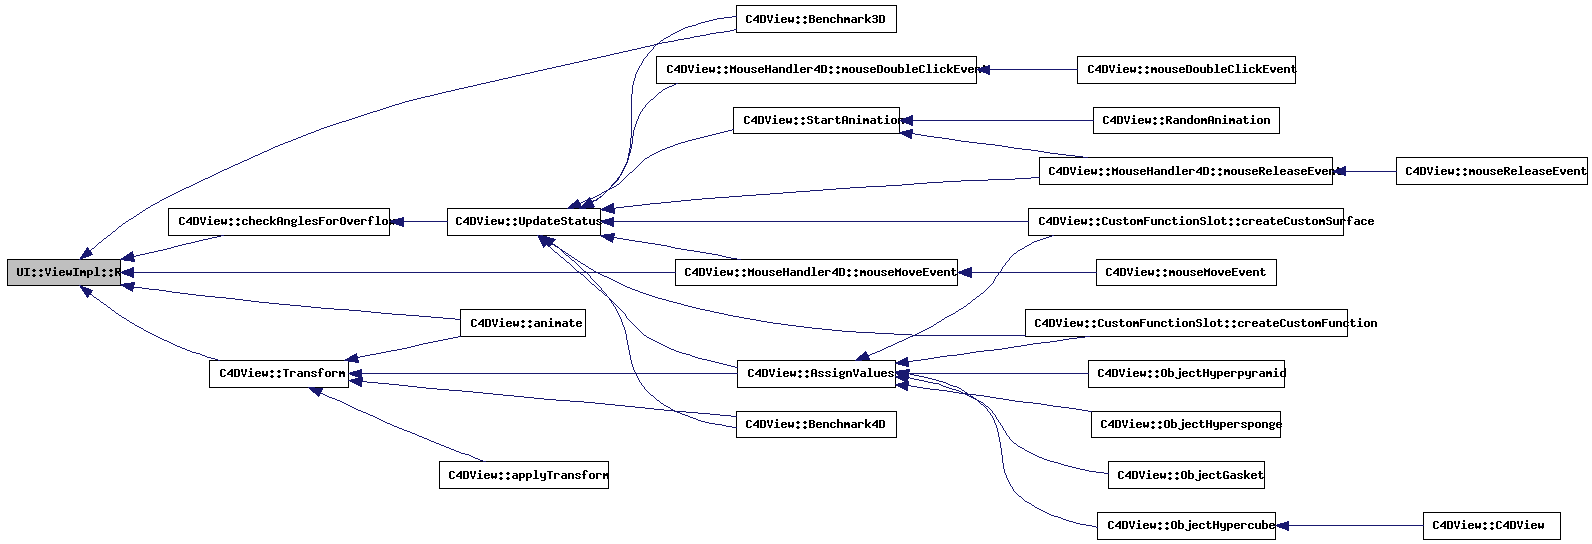 C4DView::Benchmark3D
C4DView::MouseHandler4D::mouseDoubleClickEvent
C4DView::mouseDoubleClickEvent
C4DView::StartAnimation
C4DView::RandomAnimation
C4DView::MouseHandler4D::mouseReleaseEvent
C4DView::mouseReleaseEvent
C4DView::checkAnglesForOverflow
C4DView::UpdateStatus
C4DView::CustomFunctionSlot::createCustomSurface
UI::ViewImpl::R
C4DView::MouseHandler4D::mouseMoveEvent
C4DView::mouseMoveEvent
C4DView::animate
C4DView::CustomFunctionSlot::createCustomFunction
C4DView::Transform
C4DView::AssignValues
C4DView::ObjectHyperpyramid
C4DView::Benchmark4D
C4DView::ObjectHypersponge
C4DView::applyTransform
C4DView::ObjectGasket
C4DView::ObjectHypercube
C4DView::C4DView